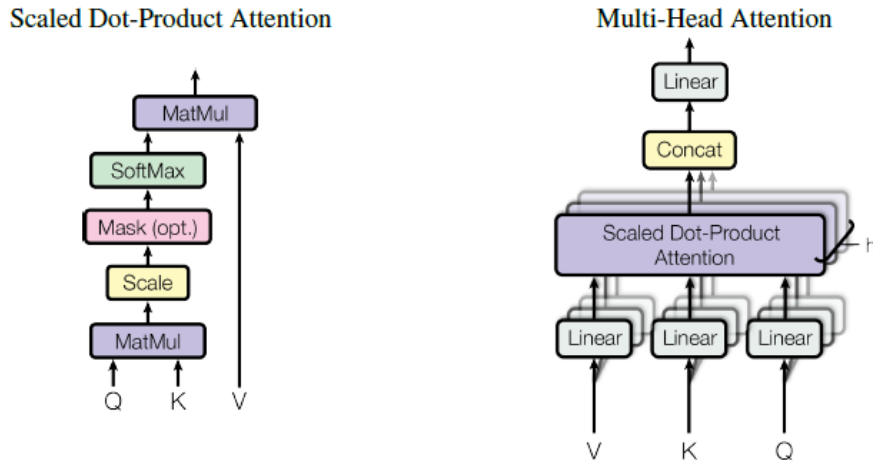 Scaled Dot-Product Attention
MatMul
SoftMax
Mask (opt.)
Scale
MatMul
Q K V
Multi-Head Attention
Linear
Concat
Scaled Dot-Product
Attention
h
Linear Linear Linear
V K Q